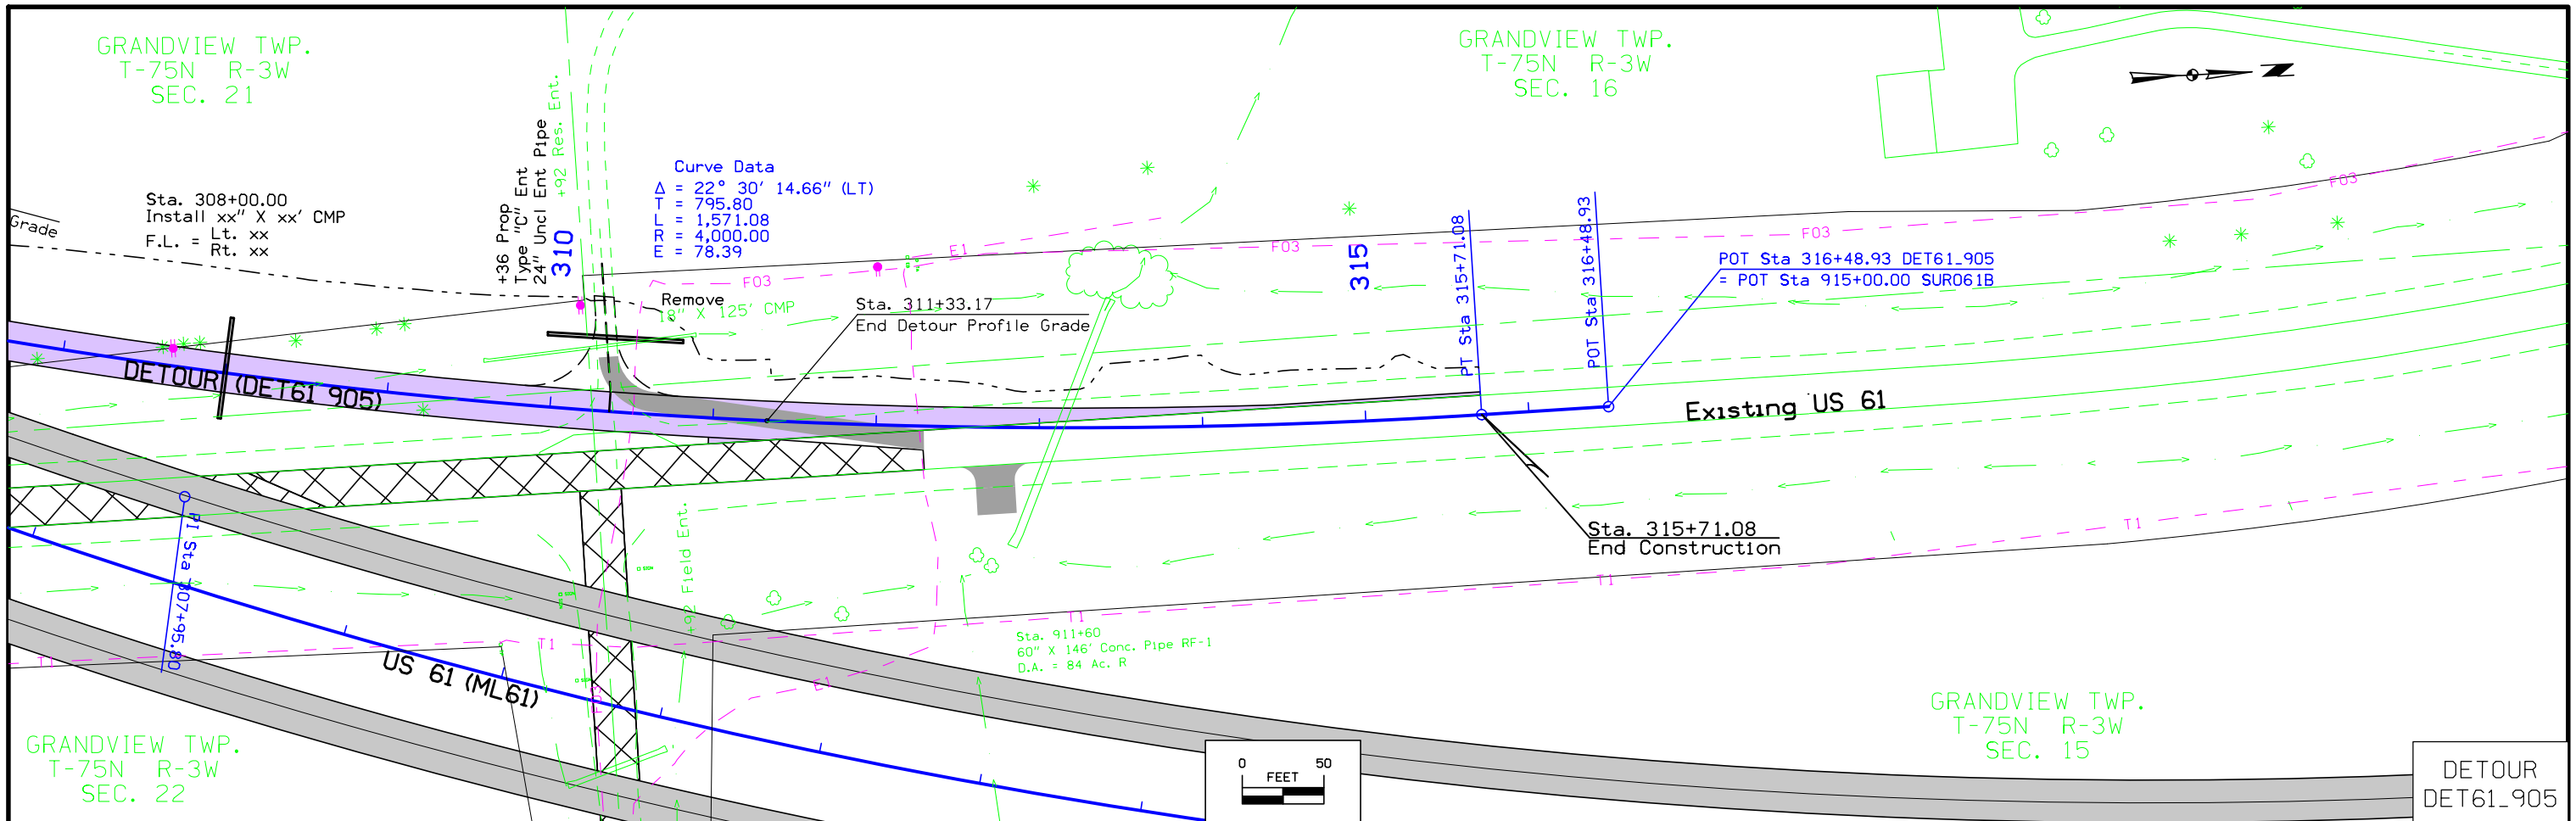 GRANDVIEW TWP.
T-75N R-3W
SEC. 21
GRANDVIEW TWP.
T-75N R-3W
SEC. 16
Grade
Sta. 308+00.00
Install xx" X xx' CMP
F.L. = Lt. xx
Rt. xx
+36 Prop
Type "C" Ent
24" Uncl Ent Pipe
+92 Res. Ent.
310
Curve Data
Δ = 22° 30' 14.66" (LT)
T = 795.80
L = 1,571.08
R = 4,000.00
E = 78.39
Remove
18" X 125' CMP
FO3
E1
Sta. 311+33.17
End Detour Profile Grade
FO3
315
PT Sta 315+71.08
POT Sta 316+48.93
POT Sta 316+48.93 DET61_905
= POT Sta 915+00.00 SUR061B
FO3
FO3
DETOUR (DET61_905)
Existing US 61
Sta. 315+71.08
End Construction
PI Sta 307+95.80
+92 Field Ent.
T1
T1
T1
T1
T1
FO3
E1
US 61 (ML61)
Sta. 911+60
60" X 146' Conc. Pipe RF-1
D.A. = 84 Ac. R
GRANDVIEW TWP.
T-75N R-3W
SEC. 22
GRANDVIEW TWP.
T-75N R-3W
SEC. 15
0 50
FEET
DETOUR
DET61_905